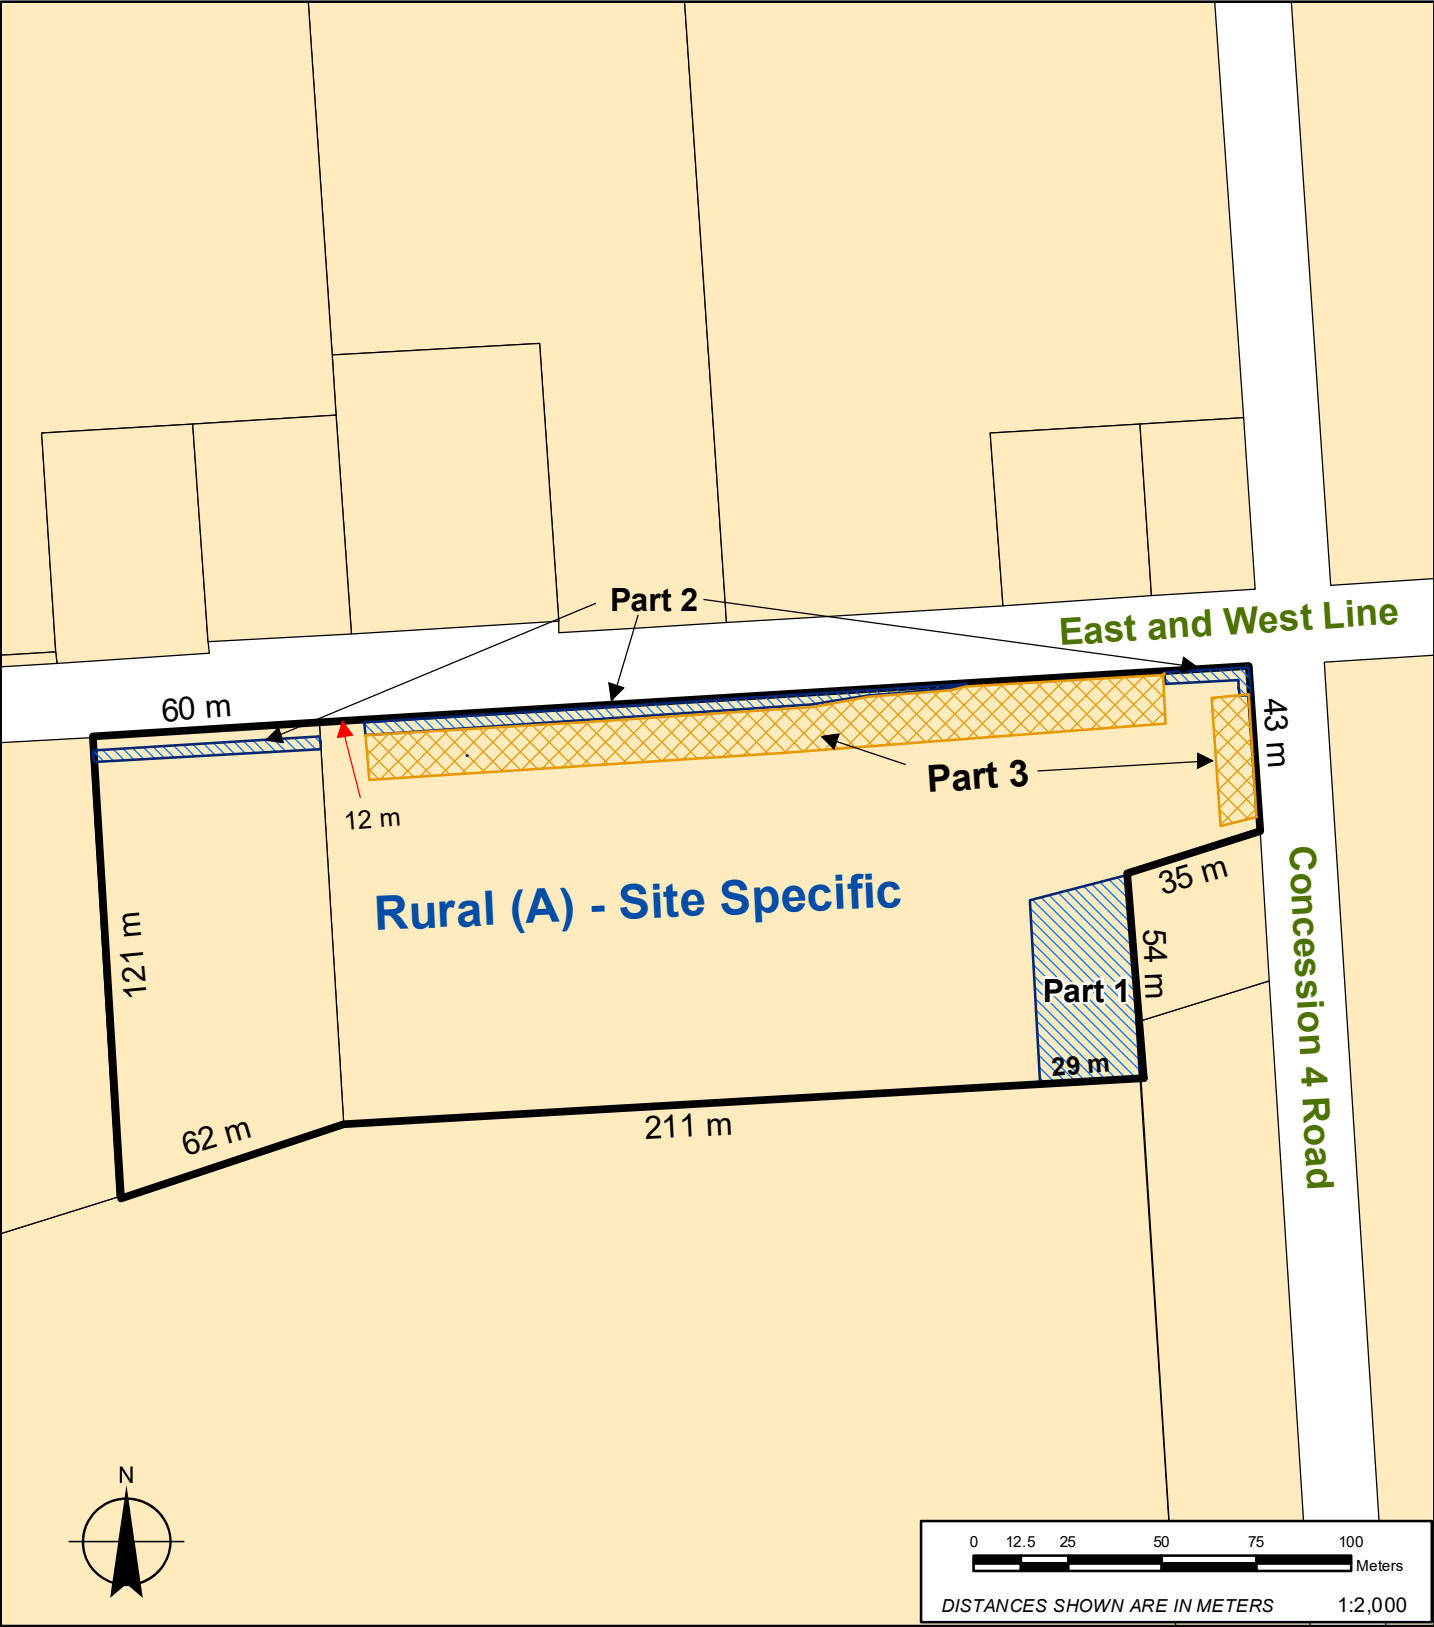 Part 2
East and West Line
60 m
43 m
Part 3
12 m
Rural (A) - Site Specific
35 m
121 m
54 m
Concession 4 Road
Part 1
29 m
62 m
211 m
N
0 12.5 25 50 75 100
Meters
DISTANCES SHOWN ARE IN METERS 1:2,000